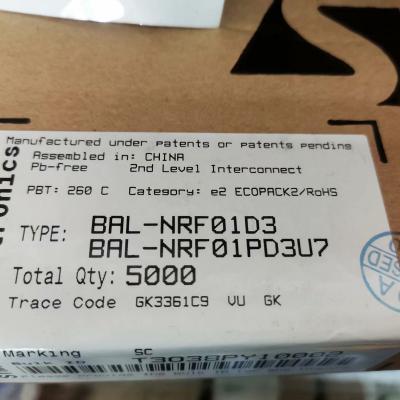 Manufactured under patents or patents pending
Assembled in: CHINA
Pb-free 2nd Level Interconnect
PBT: 260 C Category: e2 ECOPACK2/RoHS
TYPE: BAL-NRF01D3
BAL-NRF01PD3U7
Total Qty: 5000
Trace Code GK3361C9 VU GK
Marking SC